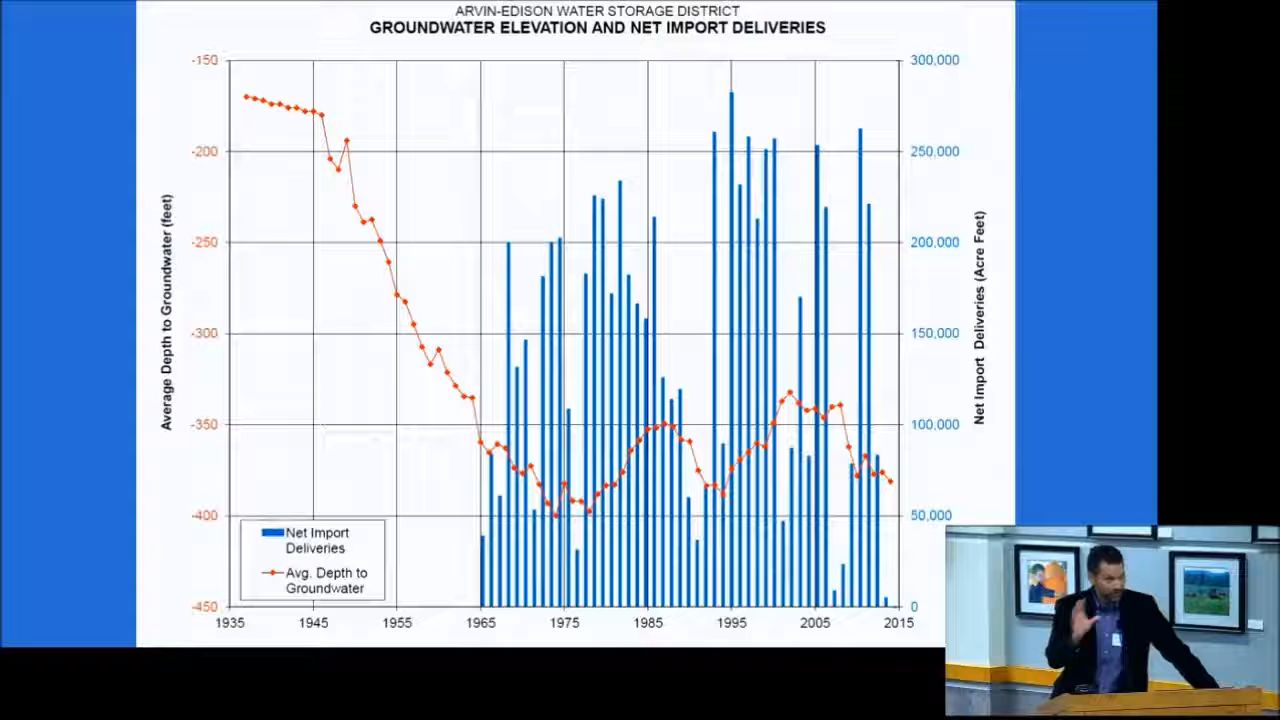 ARVIN-EDISON WATER STORAGE DISTRICT
GROUNDWATER ELEVATION AND NET IMPORT DELIVERIES
Average Depth to Groundwater (feet)
-150
-200
-250
-300
-350
-400
-450
300,000
250,000
200,000
150,000
100,000
50,000
0
Net Import Deliveries (Acre Feet)
Net Import
Deliveries
Avg. Depth to
Groundwater
1935
1945
1955
1965
1975
1985
1995
2005
2015